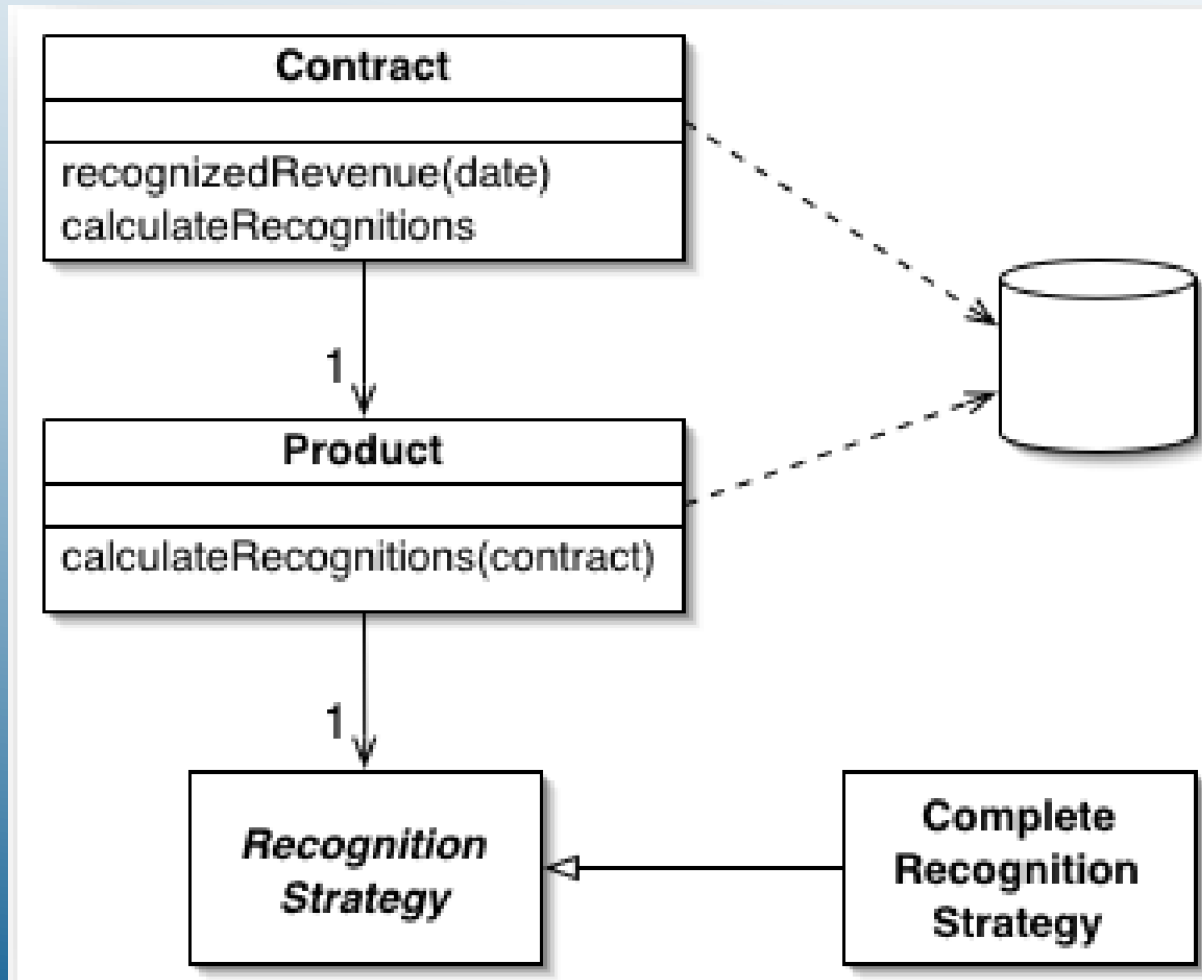 Contract
recognizedRevenue(date)
calculateRecognitions
1
Product
calculateRecognitions(contract)
1
Recognition
Strategy
Complete
Recognition
Strategy